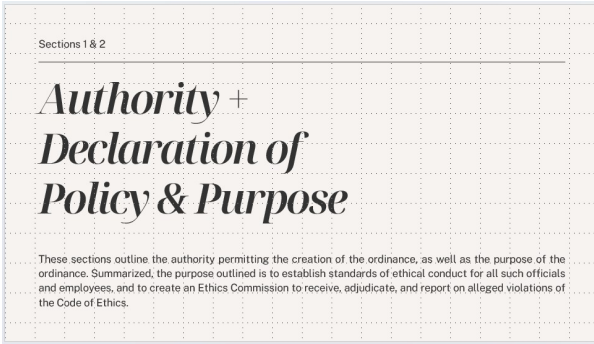 Sections 1 & 2
Authority +
Declaration of
Policy & Purpose
These sections outline the authority permitting the creation of the ordinance, as well as the purpose of the
ordinance. Summarized, the purpose outlined is to establish standards of ethical conduct for all such officials
and employees, and to create an Ethics Commission to receive, adjudicate, and report on alleged violations of
the Code of Ethics.